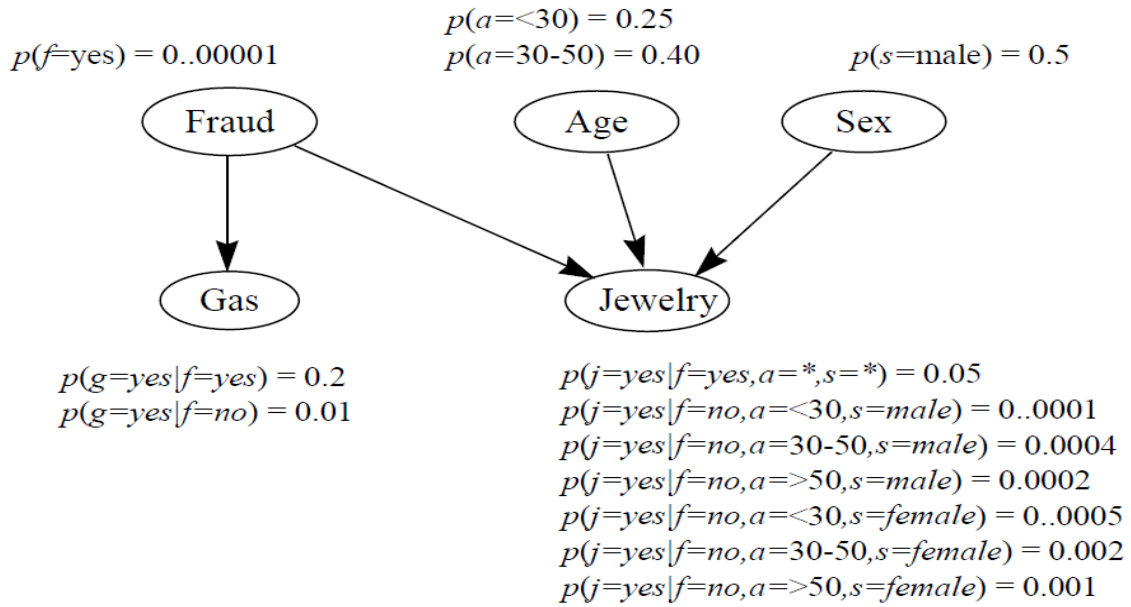 p(a=<30) = 0.25
p(f=yes) = 0..00001
p(a=30-50) = 0.40
p(s=male) = 0.5
Fraud
Age
Sex
Gas
Jewelry
p(g=yes|f=yes) = 0.2
p(g=yes|f=no) = 0.01
p(j=yes|f=yes,a=*,s=*) = 0.05
p(j=yes|f=no,a=<30,s=male) = 0..0001
p(j=yes|f=no,a=30-50,s=male) = 0.0004
p(j=yes|f=no,a=>50,s=male) = 0.0002
p(j=yes|f=no,a=<30,s=female) = 0..0005
p(j=yes|f=no,a=30-50,s=female) = 0.002
p(j=yes|f=no,a=>50,s=female) = 0.001